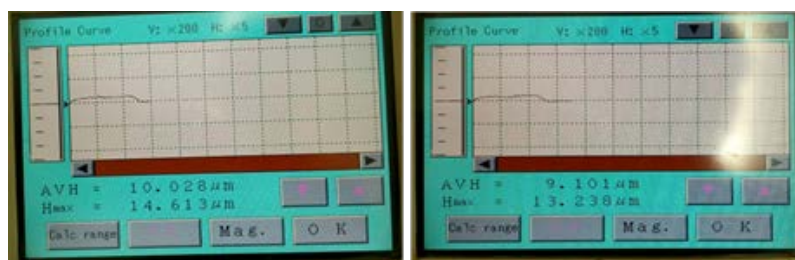 Profile Curve V: ×200 H: ×5 ▼ ▲
AVH = 10.028μm
Hmax = 14.613μm
Calc range Mag. O K
Profile Curve V: ×200 H: ×5 ▼
AVH = 9.101μm
Hmax = 13.238μm
Calc range Mag. O K